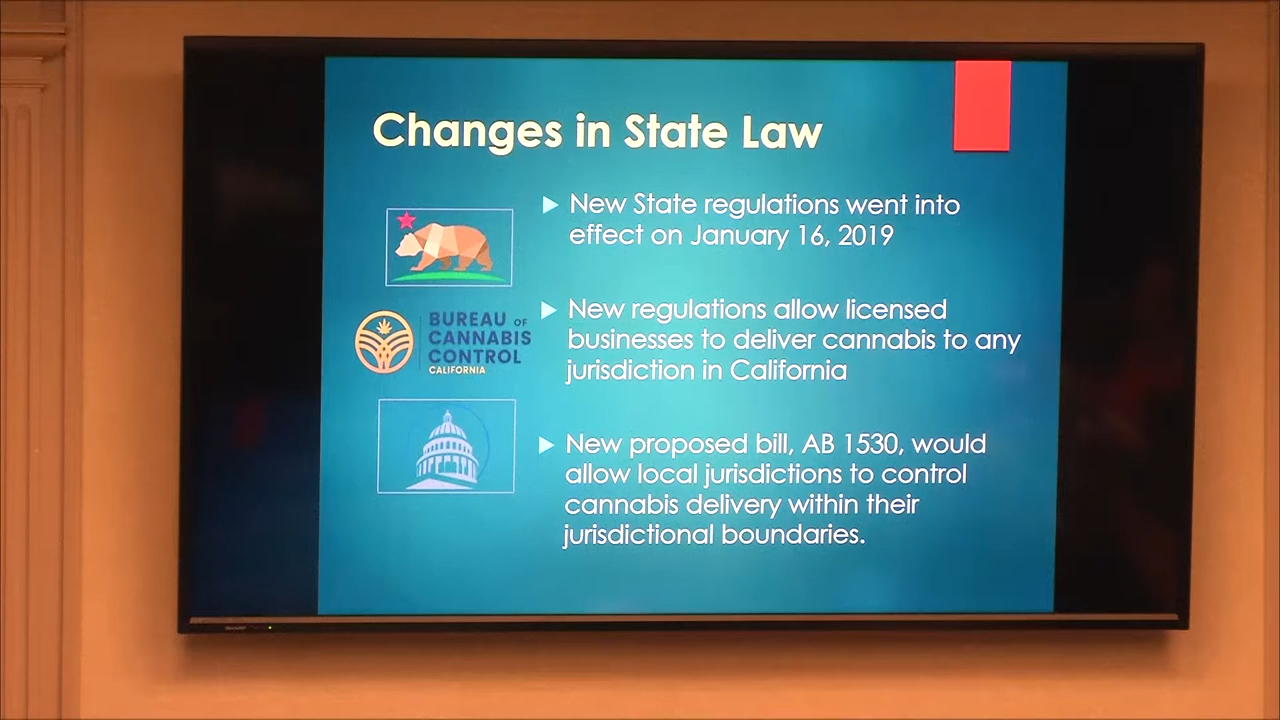 Changes in State Law
New State regulations went into
effect on January 16, 2019
BUREAU OF
CANNABIS
CONTROL
CALIFORNIA
New regulations allow licensed
businesses to deliver cannabis to any
jurisdiction in California
New proposed bill, AB 1530, would
allow local jurisdictions to control
cannabis delivery within their
jurisdictional boundaries.